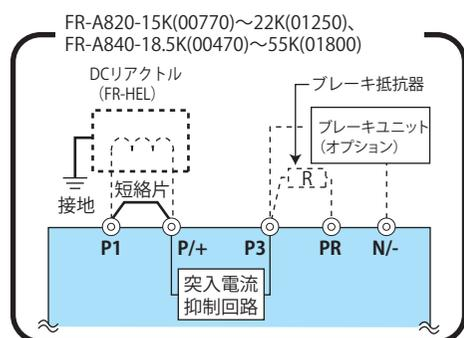 FR-A820-15K(00770)～22K(01250)、
FR-A840-18.5K(00470)～55K(01800)
DCリアクトル
(FR-HEL)
ブレーキ抵抗器
ブレーキユニット
(オプション)
R
接地
短絡片
P1
P/+
P3
PR
N/-
突入電流
抑制回路